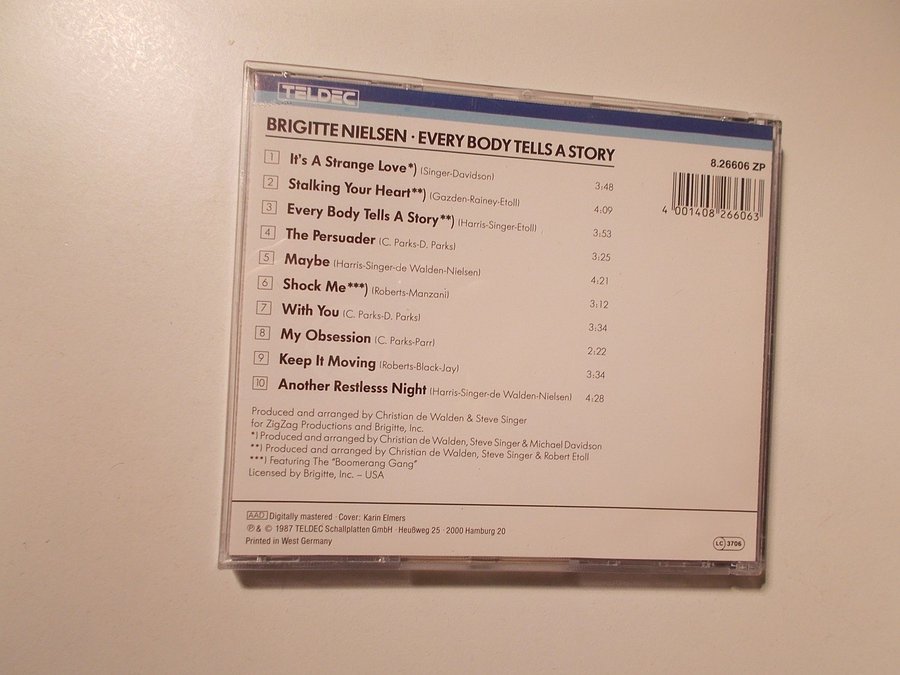 TELDEC
BRIGITTE NIELSEN · EVERY BODY TELLS A STORY
8.26606 ZP
1 It's A Strange Love*) (Singer-Davidson) 3:48
2 Stalking Your Heart**) (Gazden-Rainey-Etoll) 4:09
3 Every Body Tells A Story**) (Harris-Singer-Etoll) 3:53
4 The Persuader (C. Parks-D. Parks) 3:25
5 Maybe (Harris-Singer-de Walden-Nielsen) 4:21
6 Shock Me***) (Roberts-Manzani) 3:12
7 With You (C. Parks-D. Parks) 3:34
8 My Obsession (C. Parks-Parr) 2:22
9 Keep It Moving (Roberts-Black-Jay) 3:34
10 Another Restlesss Night (Harris-Singer-de Walden-Nielsen) 4:28
4 001408 266063
Produced and arranged by Christian de Walden & Steve Singer
for ZigZag Productions and Brigitte, Inc.
*) Produced and arranged by Christian de Walden, Steve Singer & Michael Davidson
**) Produced and arranged by Christian de Walden, Steve Singer & Robert Etoll
***) Featuring The "Boomerang Gang"
Licensed by Brigitte, Inc. – USA
AAD Digitally mastered · Cover: Karin Elmers
℗ & © 1987 TELDEC Schallplatten GmbH · Heußweg 25 · 2000 Hamburg 20
Printed in West Germany
LC 3706